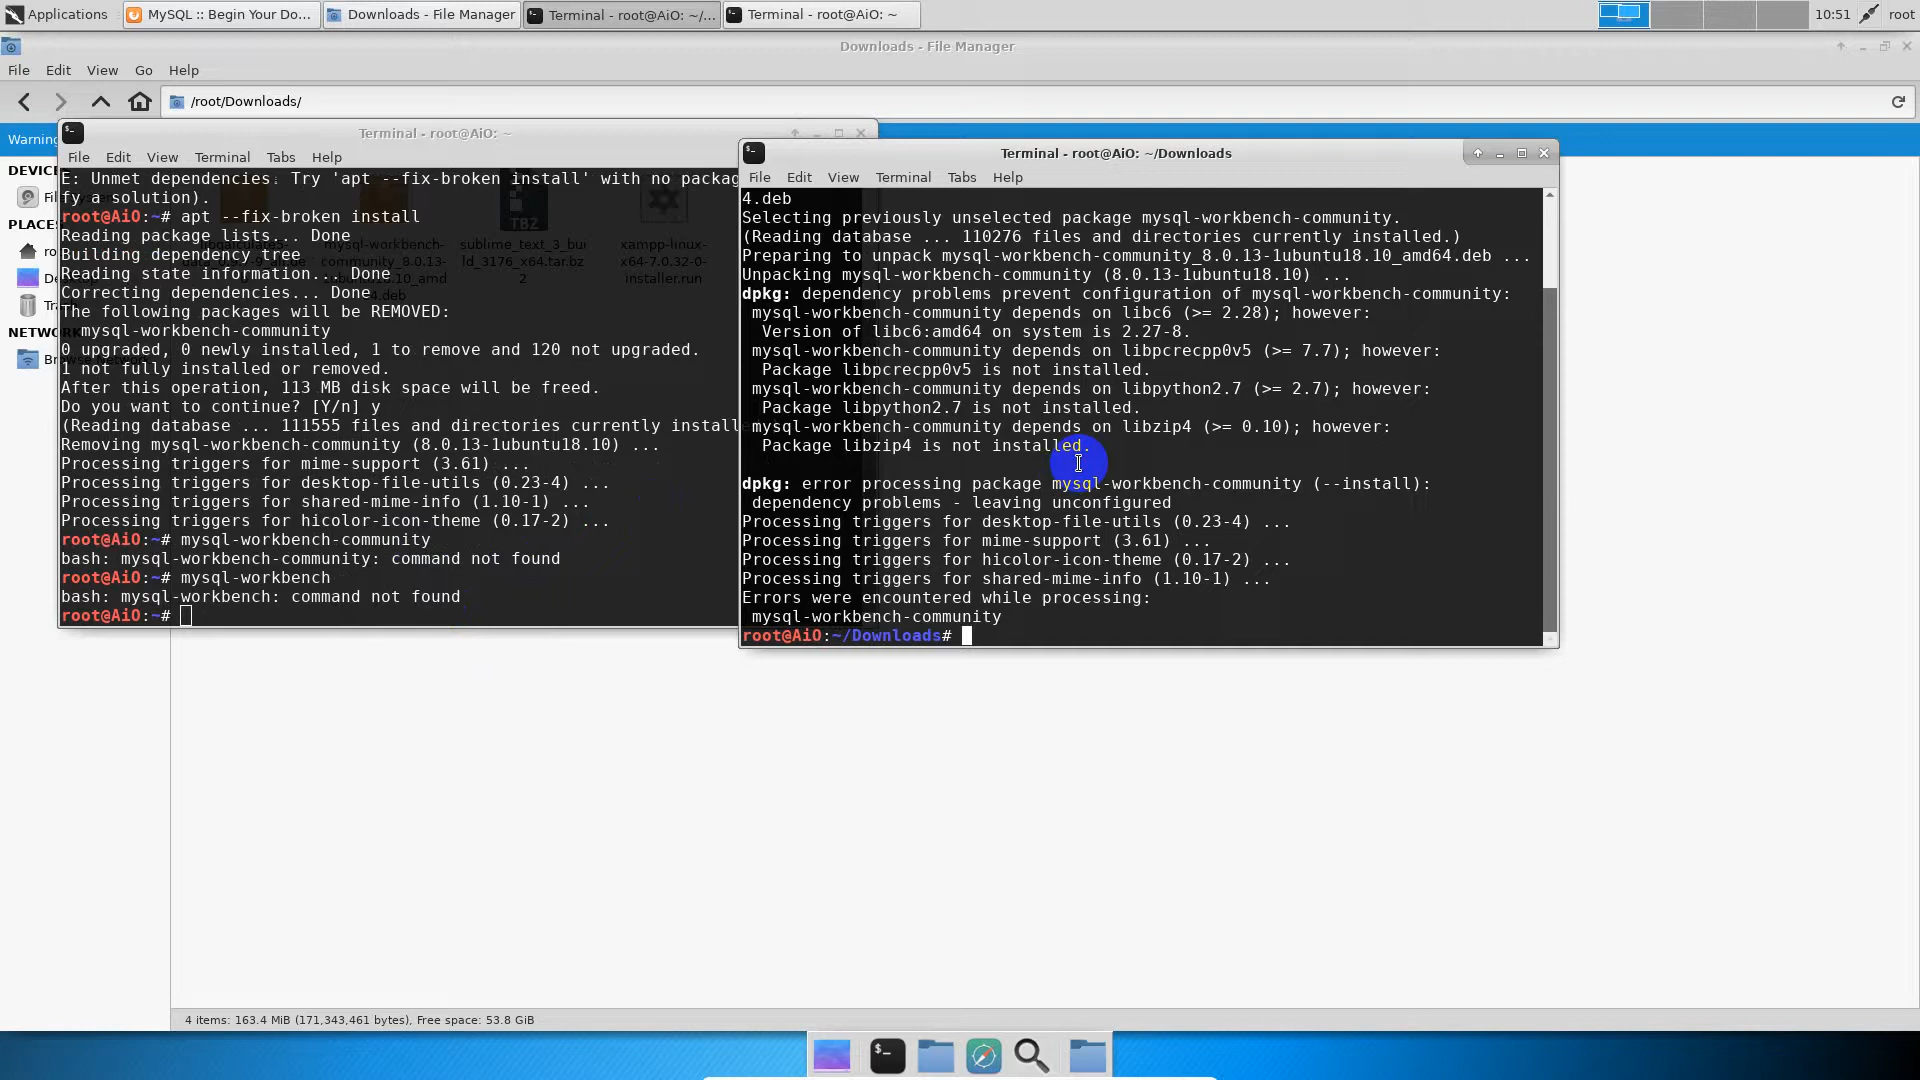 Applications
MySQL :: Begin Your Do...
Downloads - File Manager
Terminal - root@AiO: ~/...
Terminal - root@AiO: ~
10:51
root
Downloads - File Manager
File Edit View Go Help
/root/Downloads/
Warning
DEVIC
Fil
PLACES
ro
De
Tra
NETWOR
Terminal - root@AiO: ~
File Edit View Terminal Tabs Help
E: Unmet dependencies. Try 'apt --fix-broken install' with no packag
fy a solution).
root@AiO:~# apt --fix-broken install
Reading package lists... Done
Building dependency tree
Reading state information... Done
Correcting dependencies... Done
The following packages will be REMOVED:
  mysql-workbench-community
0 upgraded, 0 newly installed, 1 to remove and 120 not upgraded.
1 not fully installed or removed.
After this operation, 113 MB disk space will be freed.
Do you want to continue? [Y/n] y
(Reading database ... 111555 files and directories currently installe
Removing mysql-workbench-community (8.0.13-1ubuntu18.10) ...
Processing triggers for mime-support (3.61) ...
Processing triggers for desktop-file-utils (0.23-4) ...
Processing triggers for shared-mime-info (1.10-1) ...
Processing triggers for hicolor-icon-theme (0.17-2) ...
root@AiO:~# mysql-workbench-community
bash: mysql-workbench-community: command not found
root@AiO:~# mysql-workbench
bash: mysql-workbench: command not found
root@AiO:~#
TBZ
mysql-workbench-
sublime_text_3_bui
ld_3176_x64.tar.bz
2
xampp-linux-
x64-7.0.32-0-
installer.run
Terminal - root@AiO: ~/Downloads
File Edit View Terminal Tabs Help
4.deb
Selecting previously unselected package mysql-workbench-community.
(Reading database ... 110276 files and directories currently installed.)
Preparing to unpack mysql-workbench-community_8.0.13-1ubuntu18.10_amd64.deb ...
Unpacking mysql-workbench-community (8.0.13-1ubuntu18.10) ...
dpkg: dependency problems prevent configuration of mysql-workbench-community:
 mysql-workbench-community depends on libc6 (>= 2.28); however:
  Version of libc6:amd64 on system is 2.27-8.
 mysql-workbench-community depends on libpcrecpp0v5 (>= 7.7); however:
  Package libpcrecpp0v5 is not installed.
 mysql-workbench-community depends on libpython2.7 (>= 2.7); however:
  Package libpython2.7 is not installed.
 mysql-workbench-community depends on libzip4 (>= 0.10); however:
  Package libzip4 is not installed.
dpkg: error processing package mysql-workbench-community (--install):
 dependency problems - leaving unconfigured
Processing triggers for desktop-file-utils (0.23-4) ...
Processing triggers for mime-support (3.61) ...
Processing triggers for hicolor-icon-theme (0.17-2) ...
Processing triggers for shared-mime-info (1.10-1) ...
Errors were encountered while processing:
 mysql-workbench-community
root@AiO:~/Downloads#
4 items: 163.4 MiB (171,343,461 bytes), Free space: 53.8 GiB